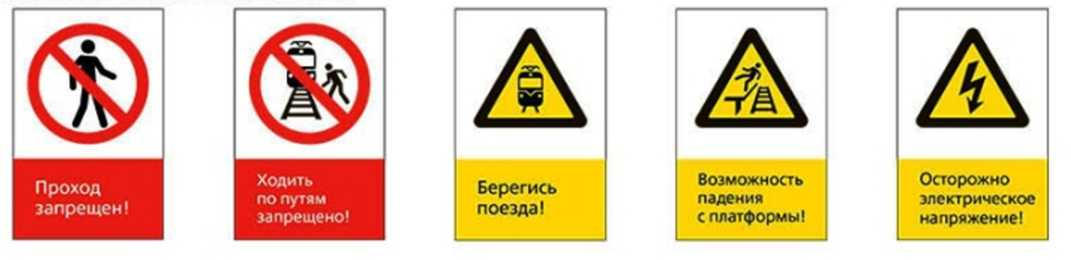 Проход
запрещен!
Ходить
по путям
запрещено!
Берегись
поезда!
Возможность
падения
с платформы!
Осторожно
электрическое
напряжение!